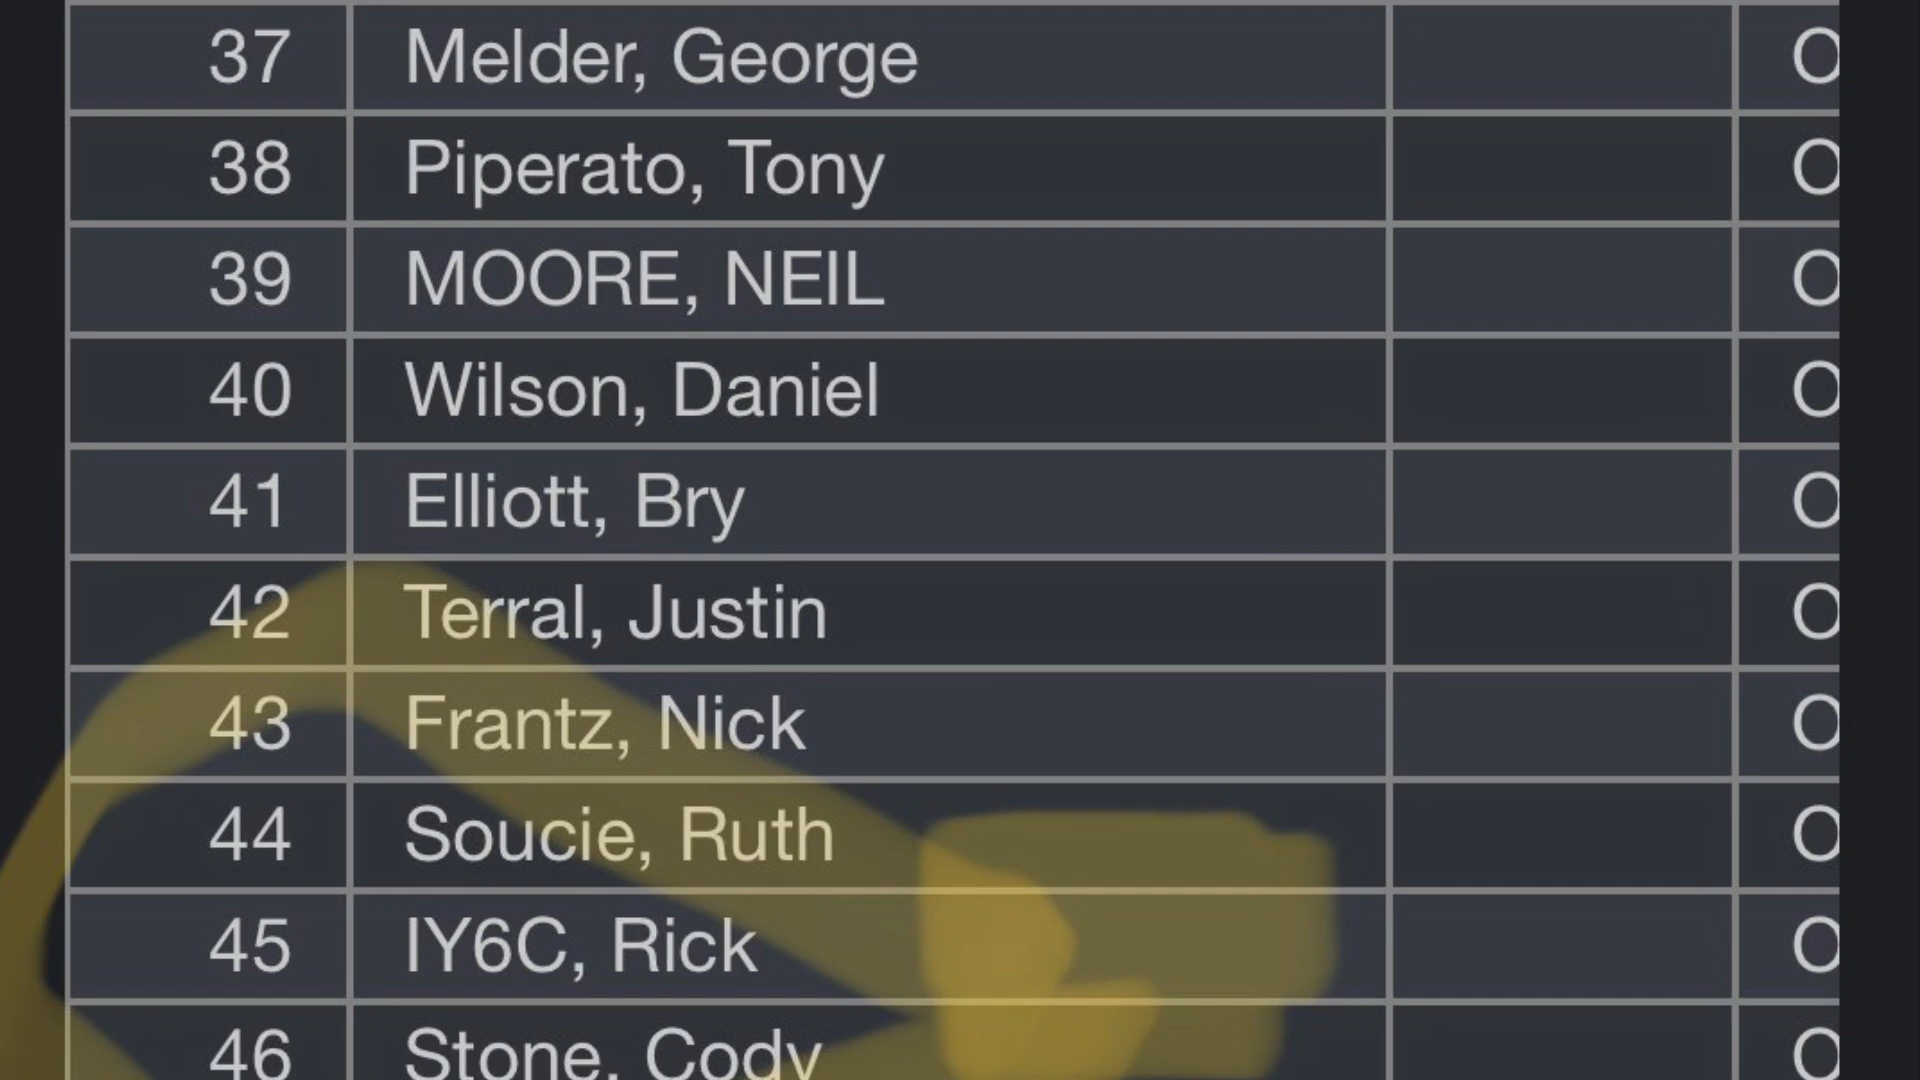 37 Melder, George O
38 Piperato, Tony O
39 MOORE, NEIL O
40 Wilson, Daniel O
41 Elliott, Bry O
42 Terral, Justin O
43 Frantz, Nick O
44 Soucie, Ruth O
45 IY6C, Rick O
46 Stone, Cody O